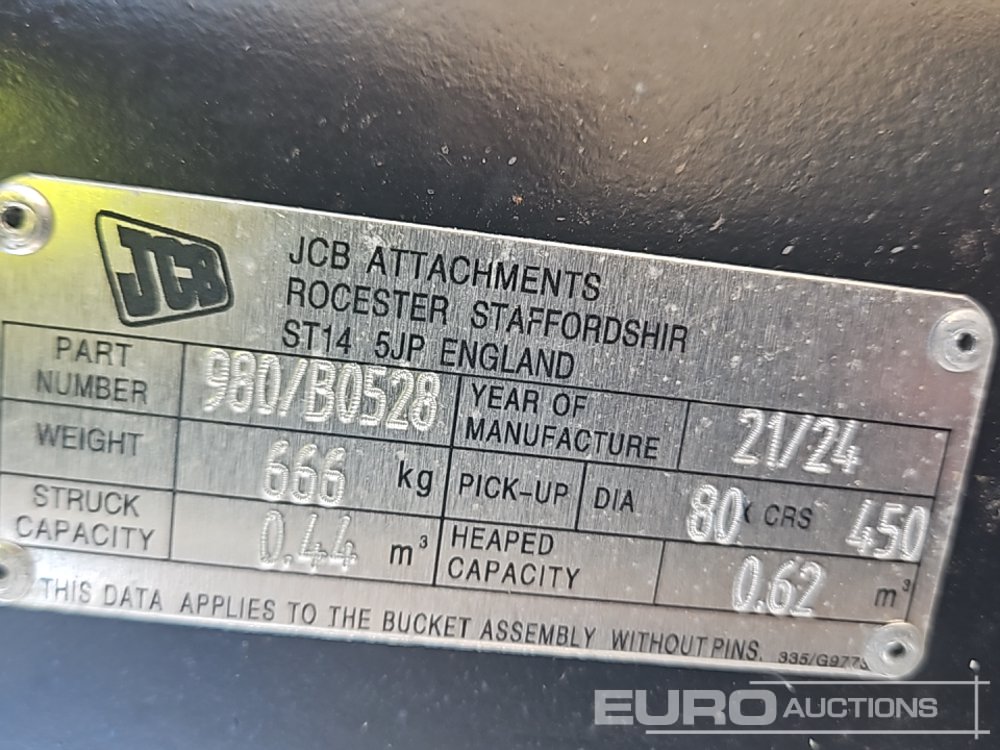 JCB
JCB ATTACHMENTS
ROCESTER STAFFORDSHIR
ST14 5JP ENGLAND
PART NUMBER 980/B0528
YEAR OF MANUFACTURE 21/24
WEIGHT 666 kg
PICK-UP DIA 80 X CRS 450
STRUCK CAPACITY 0.44 m³
HEAPED CAPACITY 0.62 m³
THIS DATA APPLIES TO THE BUCKET ASSEMBLY WITHOUT PINS.
EURO AUCTIONS